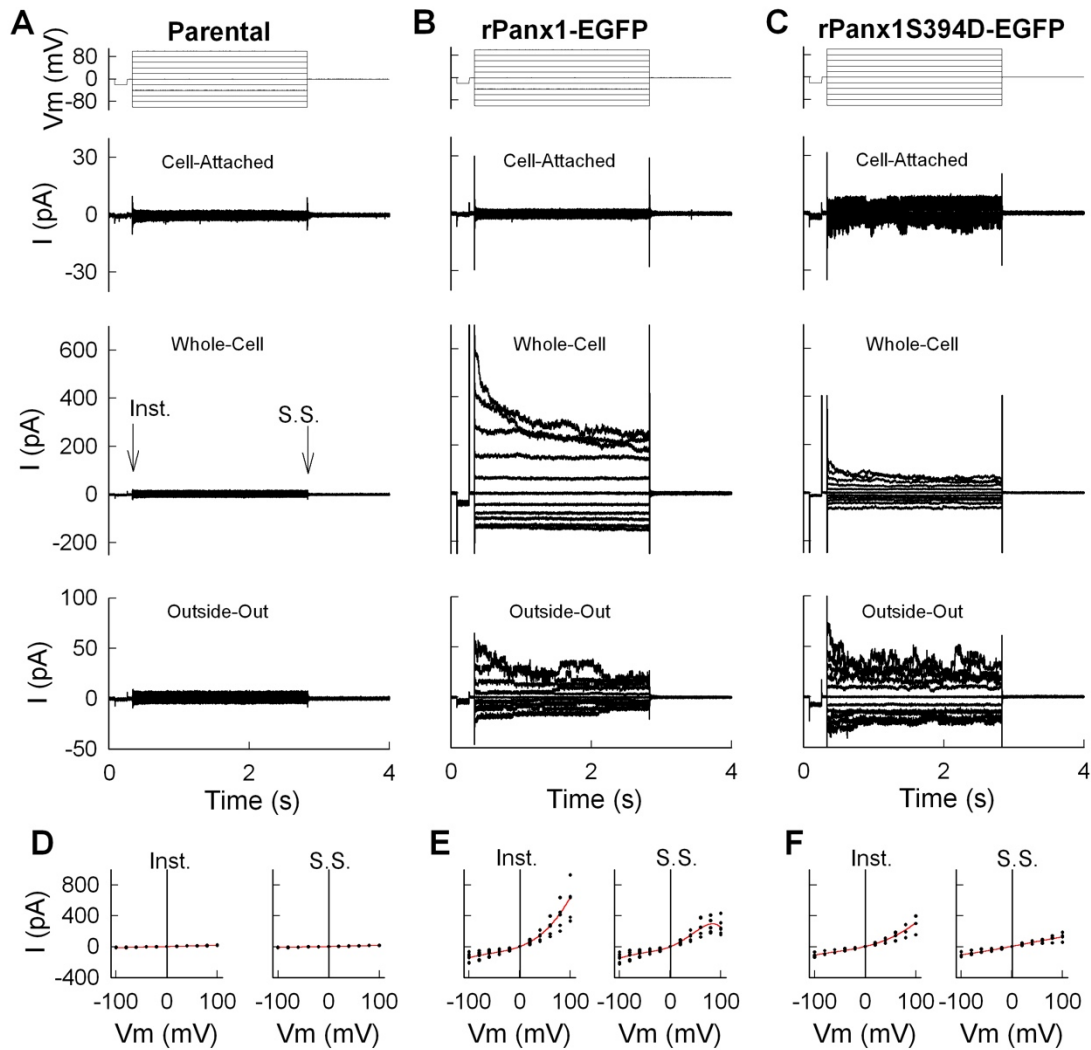 A
Parental
B
rPanx1-EGFP
C
rPanx1S394D-EGFP
Vm (mV)
80
0
-80
Cell-Attached
Cell-Attached
Cell-Attached
I (pA)
30
0
-30
Whole-Cell
Whole-Cell
Whole-Cell
I (pA)
600
400
200
0
-200
Inst.
S.S.
Outside-Out
Outside-Out
Outside-Out
I (pA)
100
50
0
-50
0 2 4
0 2 4
0 2 4
Time (s)
Time (s)
Time (s)
D
Inst.
S.S.
E
Inst.
S.S.
F
Inst.
S.S.
I (pA)
800
400
0
-400
-100 0 100
-100 0 100
-100 0 100
-100 0 100
-100 0 100
-100 0 100
Vm (mV)
Vm (mV)
Vm (mV)
Vm (mV)
Vm (mV)
Vm (mV)